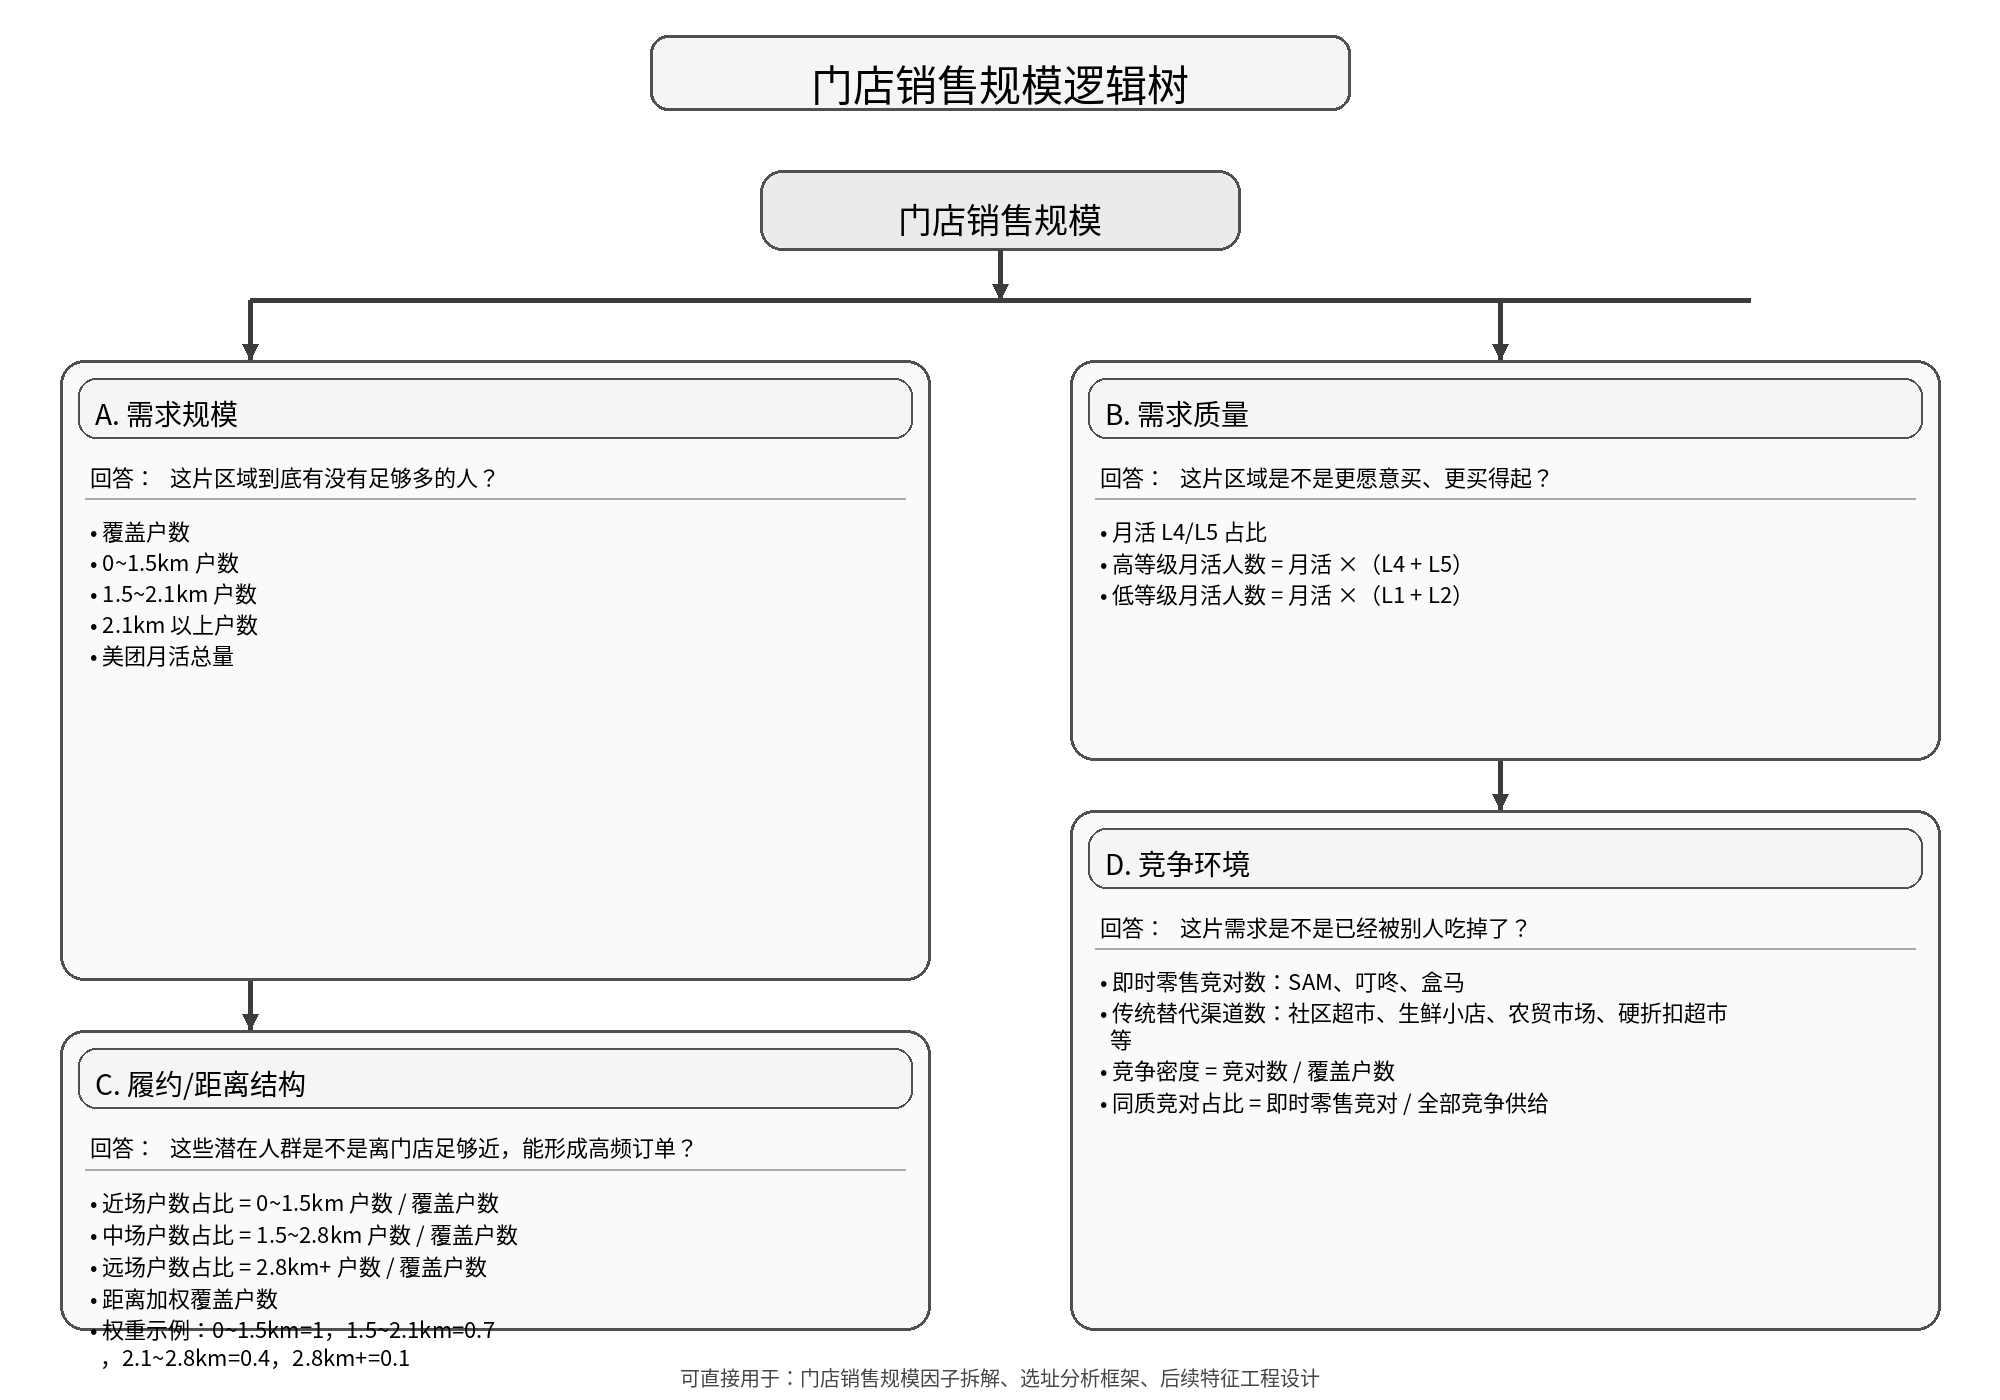 门店销售规模逻辑树
门店销售规模
A. 需求规模
回答： 这片区域到底有没有足够多的人？
• 覆盖户数
• 0~1.5km 户数
• 1.5~2.1km 户数
• 2.1km 以上户数
• 美团月活总量
B. 需求质量
回答： 这片区域是不是更愿意买、更买得起？
• 月活 L4/L5 占比
• 高等级月活人数 = 月活 ×（L4 + L5）
• 低等级月活人数 = 月活 ×（L1 + L2）
C. 履约/距离结构
回答： 这些潜在人群是不是离门店足够近，能形成高频订单？
• 近场户数占比 = 0~1.5km 户数 / 覆盖户数
• 中场户数占比 = 1.5~2.8km 户数 / 覆盖户数
• 远场户数占比 = 2.8km+ 户数 / 覆盖户数
• 距离加权覆盖户数
• 权重示例：0~1.5km=1，1.5~2.1km=0.7
，2.1~2.8km=0.4，2.8km+=0.1
D. 竞争环境
回答： 这片需求是不是已经被别人吃掉了？
• 即时零售竞对数：SAM、叮咚、盒马
• 传统替代渠道数：社区超市、生鲜小店、农贸市场、硬折扣超市
等
• 竞争密度 = 竞对数 / 覆盖户数
• 同质竞对占比 = 即时零售竞对 / 全部竞争供给
可直接用于：门店销售规模因子拆解、选址分析框架、后续特征工程设计